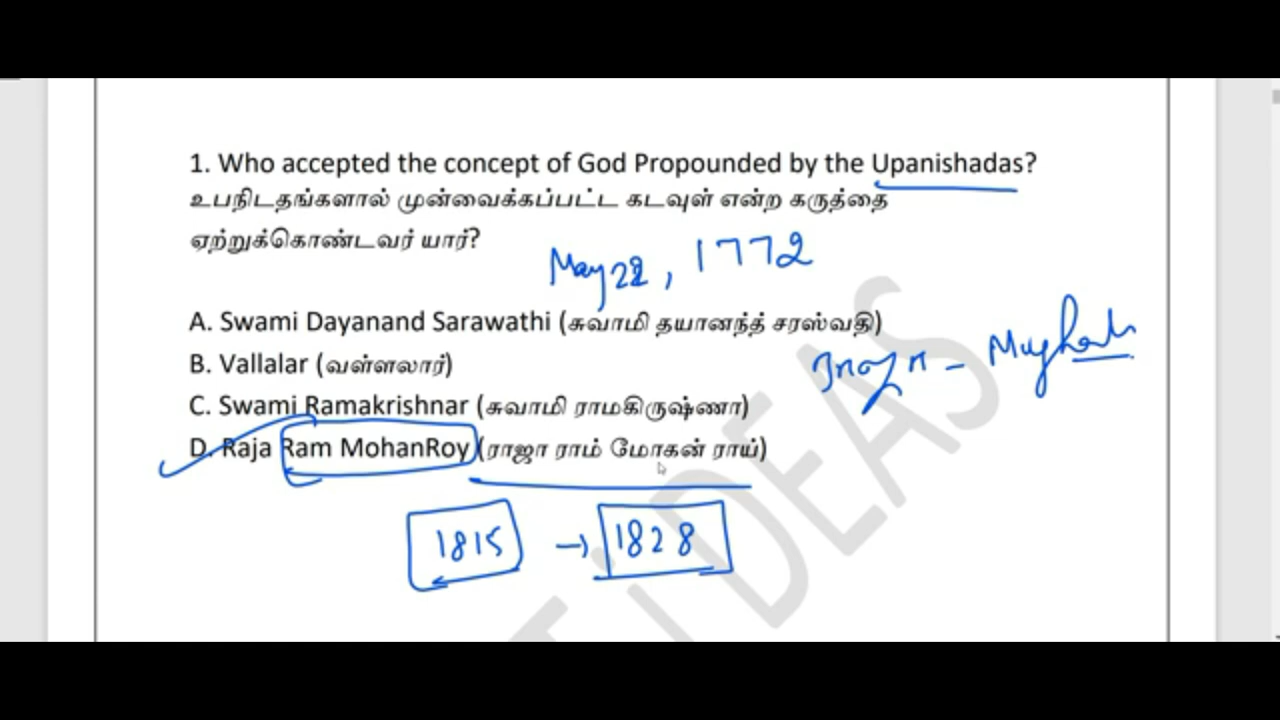 1. Who accepted the concept of God Propounded by the Upanishadas?
உபநிடதங்களால் முன்வைக்கப்பட்ட கடவுள் என்ற கருத்தை
ஏற்றுக்கொண்டவர் யார்?
May 22, 1772
A. Swami Dayanand Sarawathi (சுவாமி தயானந்த் சரஸ்வதி)
B. Vallalar (வள்ளலார்)
C. Swami Ramakrishnar (சுவாமி ராமகிருஷ்ணா)
D. Raja Ram MohanRoy (ராஜா ராம் மோகன் ராய்)
1815 → 1828
IDEAS